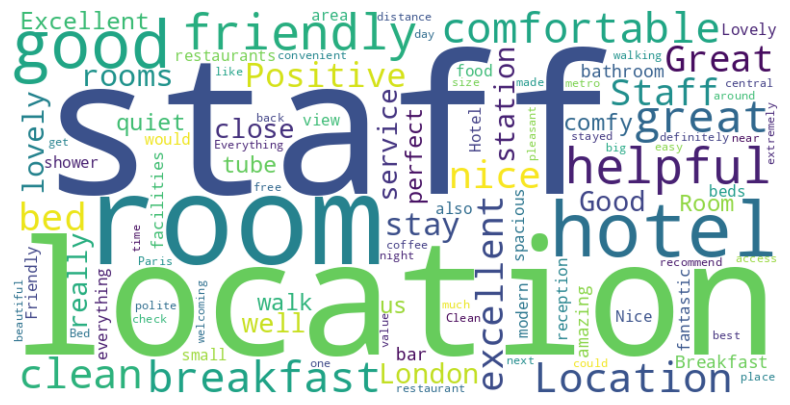 Excellent
good
friendly
area
distance
day
comfortable
Lovely
restaurants
convenient
walking
rooms
like
Positive
food
size
made
bathroom
Great
central
metro
around
staff
Staff
lovely
quiet
would
close
back
Everything
view
tube
service
perfect
Hotel
station
pleasant
comfy
great
stayed
definitely
near
extremely
get
shower
facilities
free
nice
big
easy
helpful
bed
room
stay
also
excellent
spacious
Good
Room
beds
hotel
really
time
Paris
coffee
night
location
beautiful
Friendly
Bed
everything
polite
check
welcoming
walk
well
us
value
much
Clean
modern
reception
amazing
Nice
recommend
fantastic
access
best
small
bar
one
London
restaurant
next
could
Breakfast
place
clean
breakfast
Location